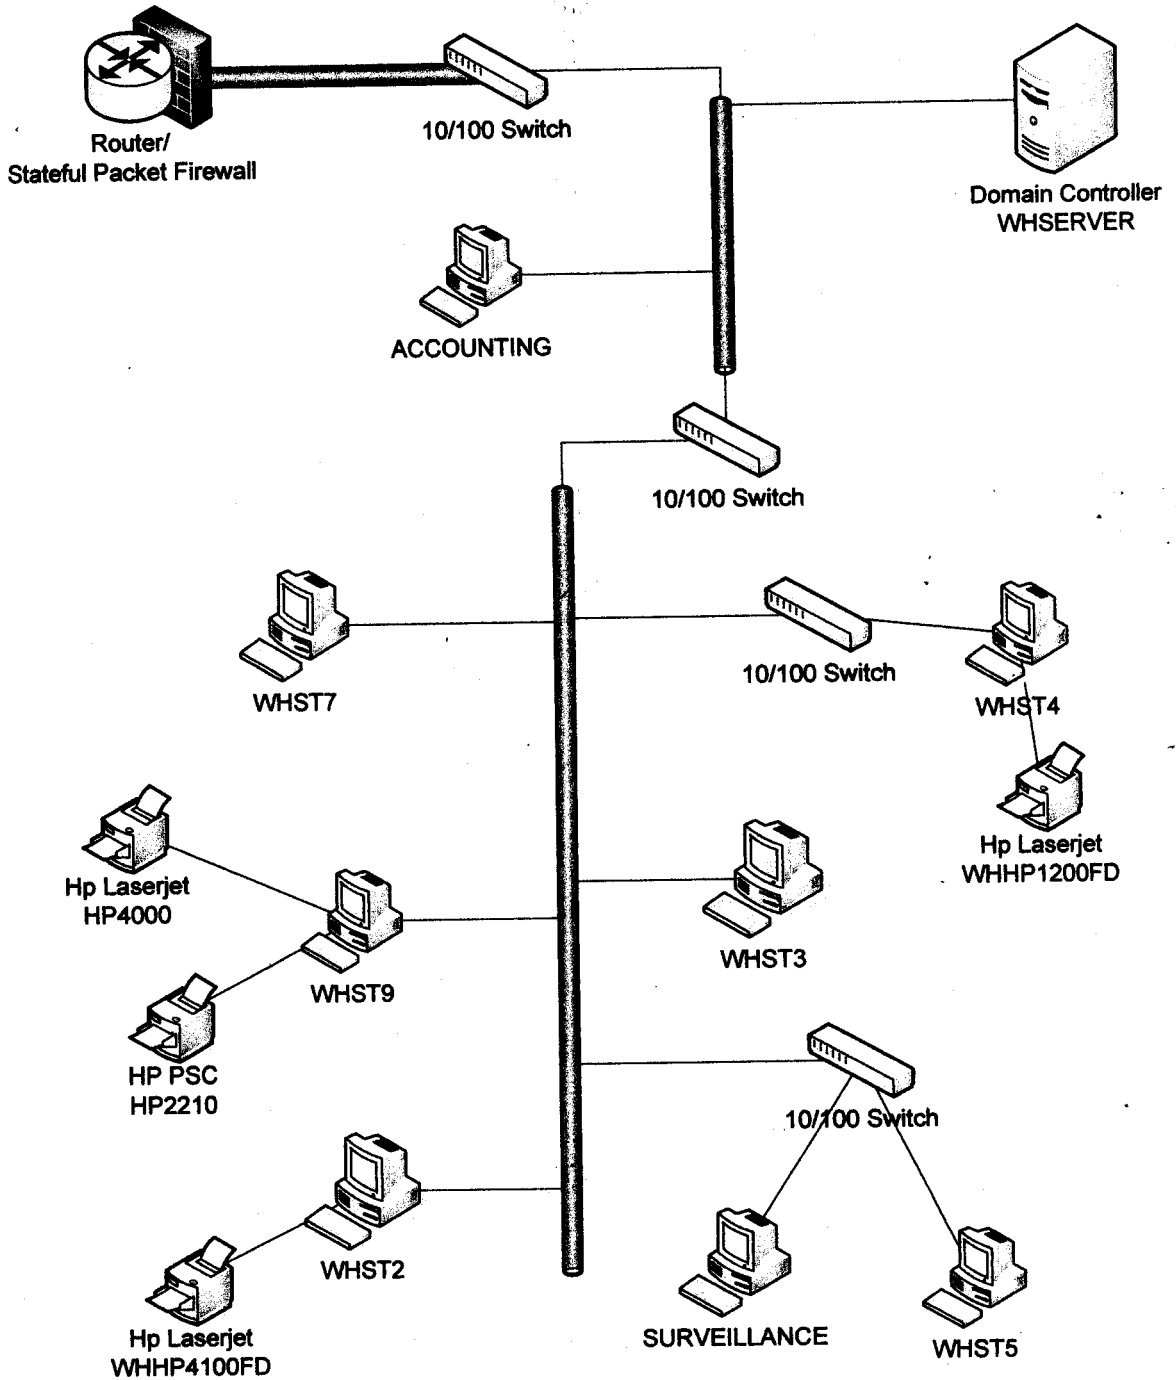 10/100 Switch
Router/
Stateful Packet Firewall
Domain Controller
WHSERVER
ACCOUNTING
10/100 Switch
WHST7
10/100 Switch
WHST4
Hp Laserjet
HP4000
Hp Laserjet
WHHP1200FD
WHST9
WHST3
HP PSC
HP2210
10/100 Switch
WHST2
Hp Laserjet
WHHP4100FD
SURVEILLANCE
WHST5